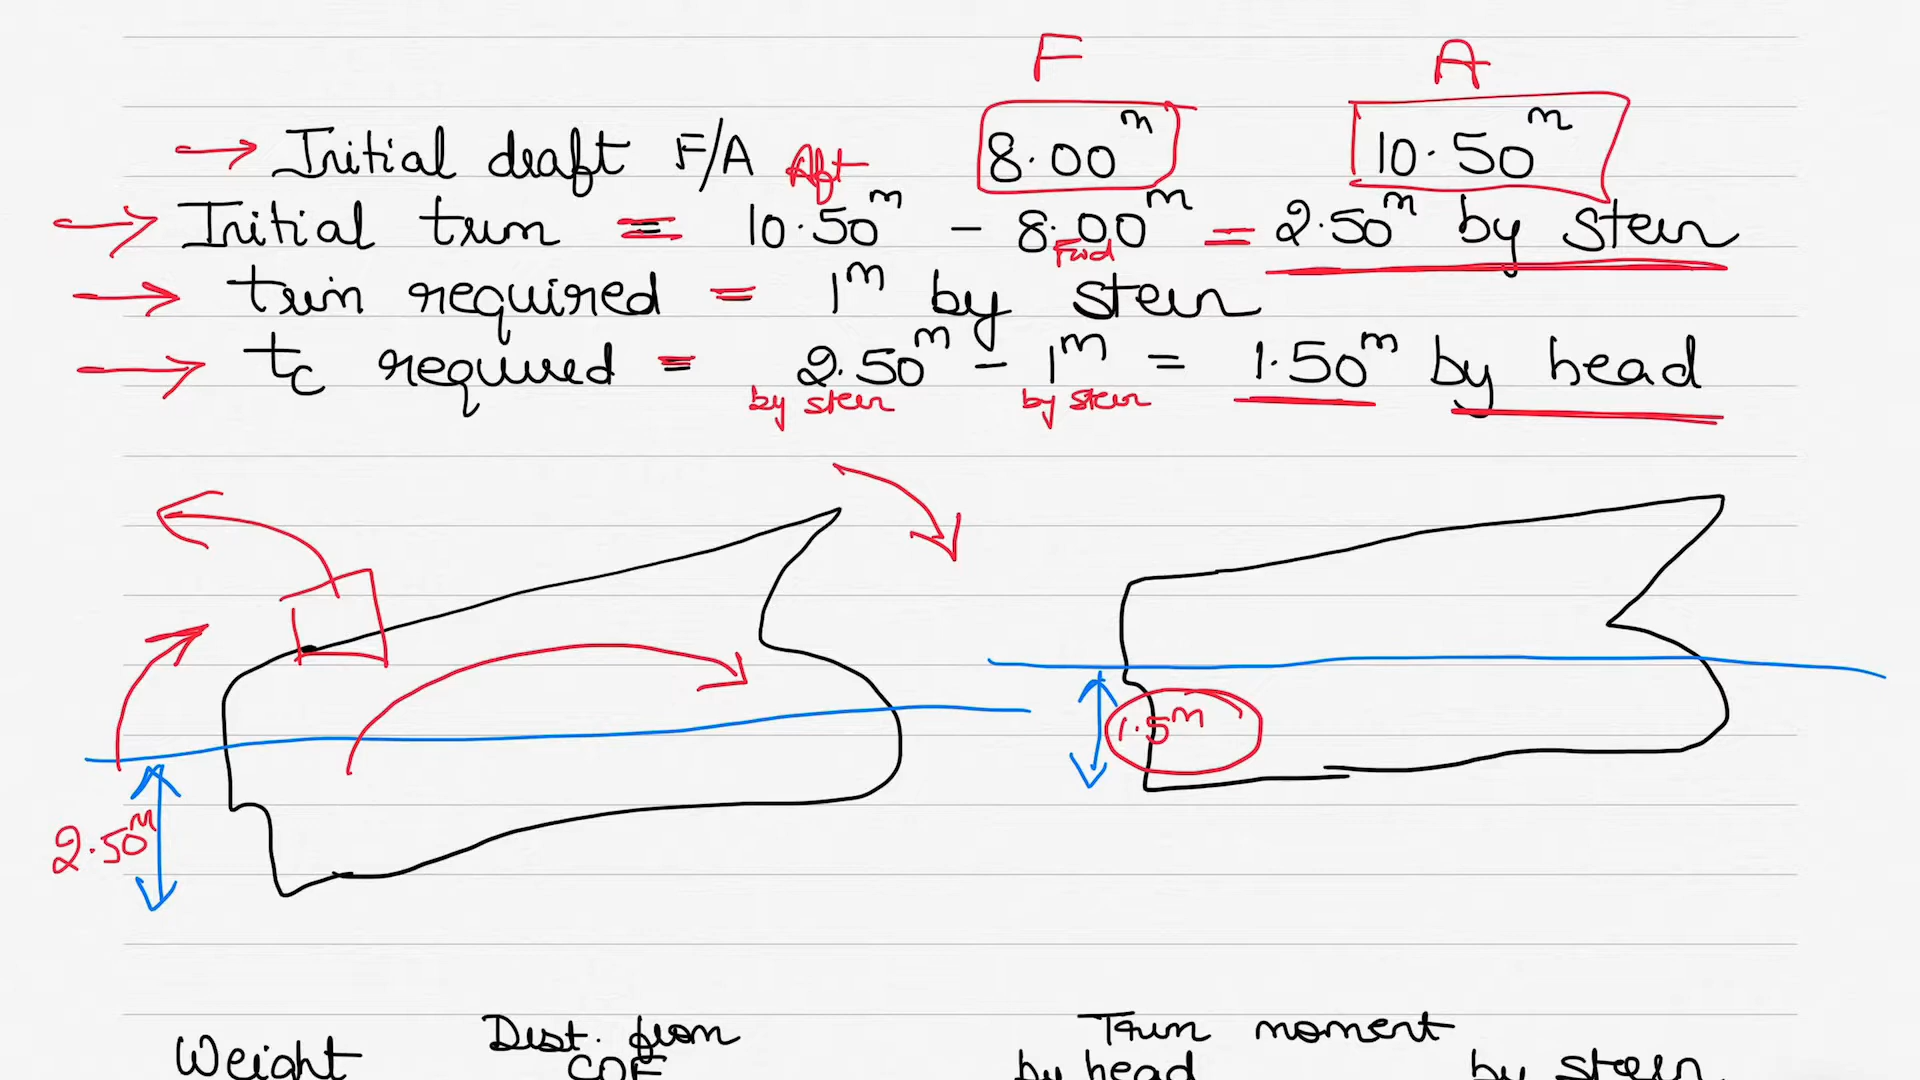 F A
→ Initial draft F/A 8.00m 10.50m
Aft
→ Initial trim = 10.50m - 8.00m = 2.50m by stern
Fwd
→ trim required = 1m by stern
→ tc required = 2.50m - 1m = 1.50m by head
by stern by stern
1.5m
2.50m
Dist. from Trim moment
Weight COF by head by stern